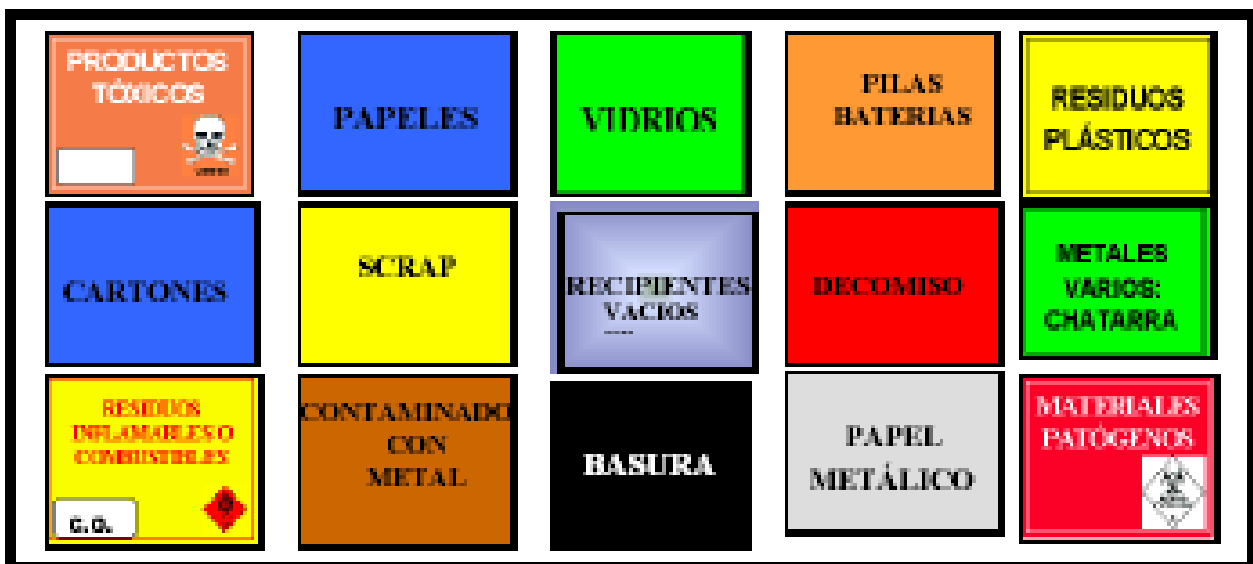 PRODUCTOS
TÓXICOS
PAPELES
VIDRIOS
PILAS
BATERIAS
RESIDUOS
PLÁSTICOS
CARTONES
SCRAP
RECIPIENTES
VACIOS
DECOMISO
METALES
VARIOS:
CHATARRA
RESIDUOS
INFLAMABLES O
COMBUSTIBLES
C.O.
CONTAMINADO
CON
METAL
BASURA
PAPEL
METÁLICO
MATERIALES
PATÓGENOS